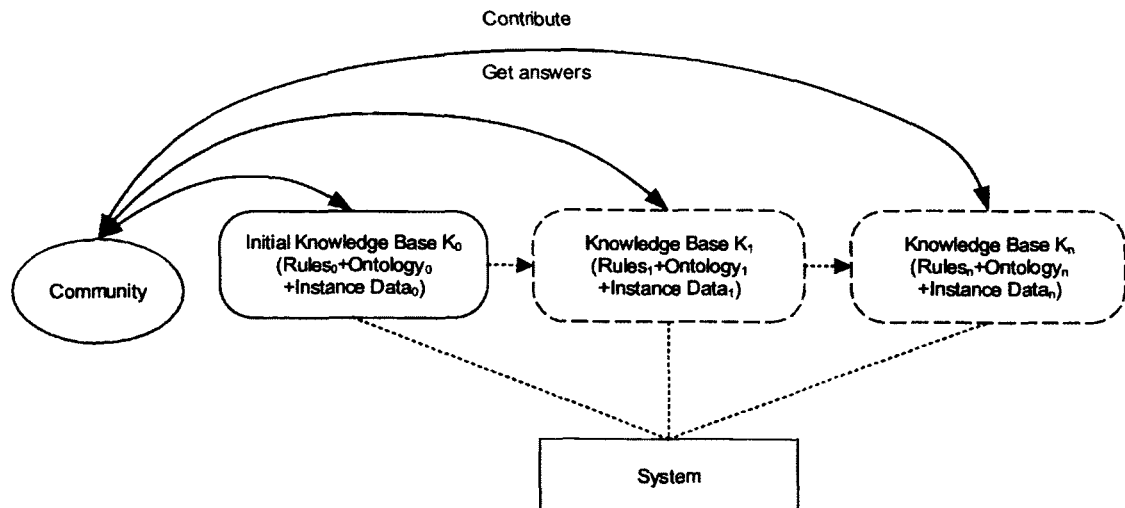 Contribute
Get answers
Community
Initial Knowledge Base K₀
(Rules₀+Ontology₀
+Instance Data₀)
Knowledge Base K₁
(Rules₁+Ontology₁
+Instance Data₁)
Knowledge Base Kₙ
(Rulesₙ+Ontologyₙ
+Instance Dataₙ)
System